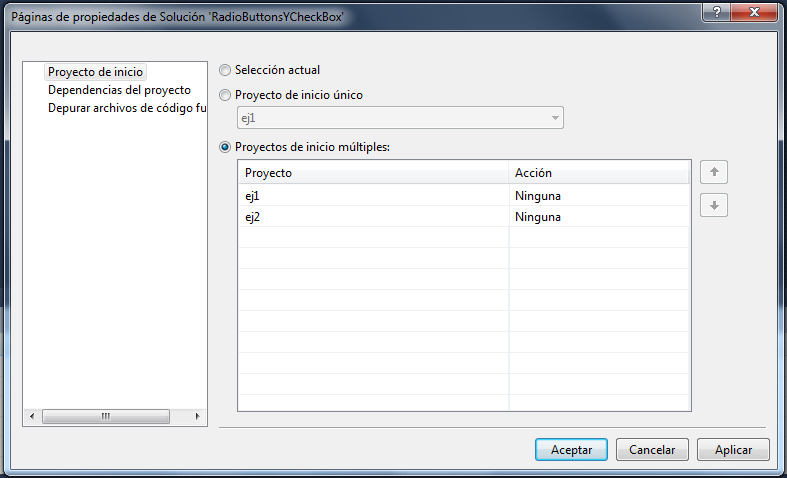 Páginas de propiedades de Solución 'RadioButtonsYCheckBox'
?
Proyecto de inicio
Dependencias del proyecto
Depurar archivos de código fu
Selección actual
Proyecto de inicio único
ej1
Proyectos de inicio múltiples:
Proyecto Acción
ej1 Ninguna
ej2 Ninguna
Aceptar Cancelar Aplicar